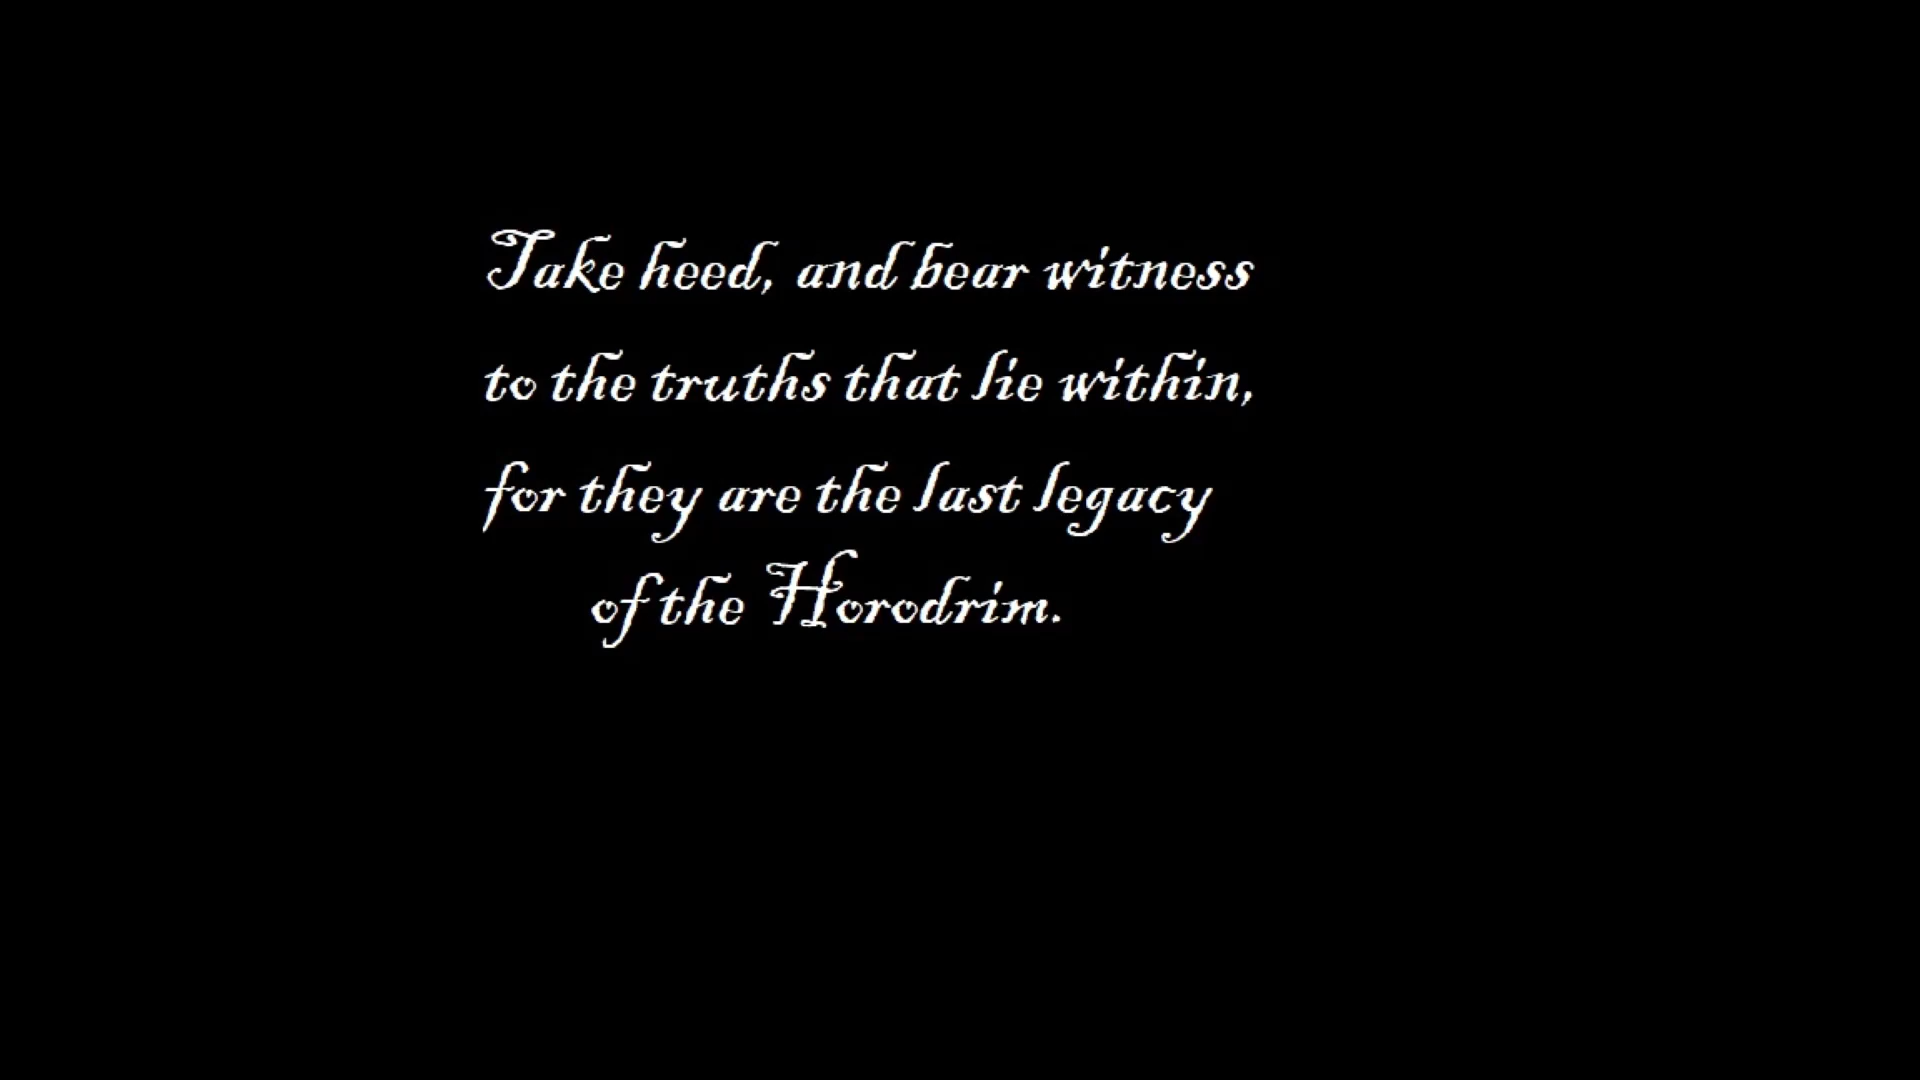 Take heed, and bear witness
to the truths that lie within,
for they are the last legacy
of the Horodrim.